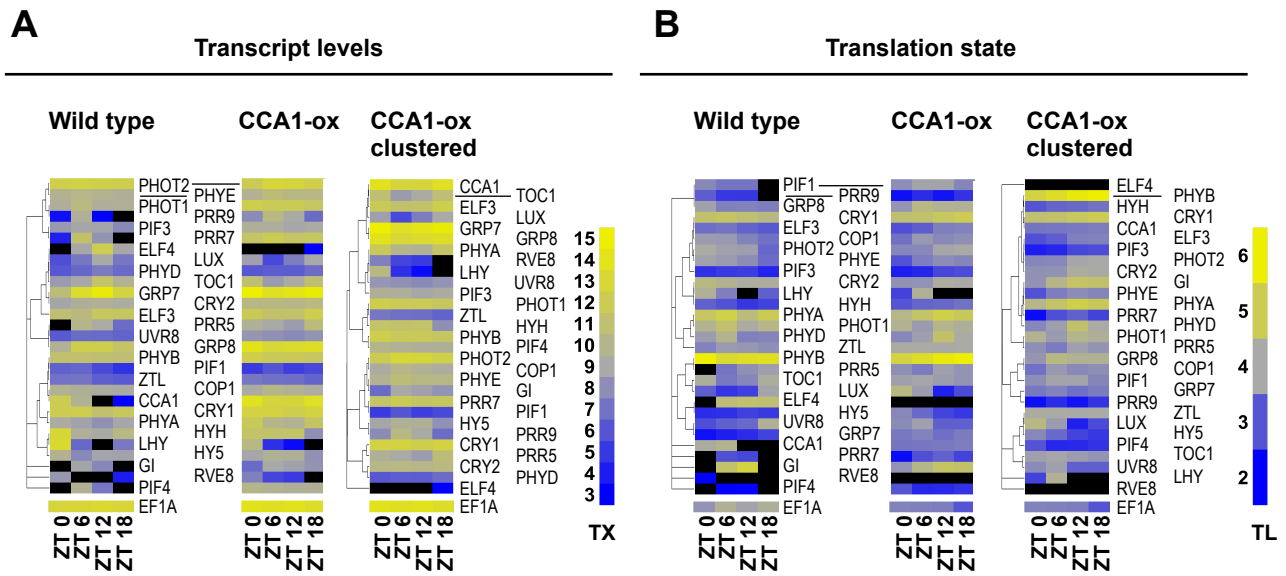 A
Transcript levels
Wild type
CCA1-ox
CCA1-ox
clustered
PHOT2
PHYE
PHOT1
PRR9
PIF3
PRR7
ELF4
LUX
PHYD
TOC1
GRP7
CRY2
ELF3
PRR5
UVR8
GRP8
PHYB
PIF1
ZTL
COP1
CCA1
CRY1
PHYA
HYH
LHY
HY5
GI
RVE8
PIF4
EF1A
CCA1
TOC1
ELF3
LUX
GRP7
GRP8
PHYA
RVE8
LHY
UVR8
PIF3
PHOT1
ZTL
HYH
PHYB
PIF4
PHOT2
COP1
PHYE
GI
PRR7
PIF1
HY5
PRR9
CRY1
PRR5
CRY2
PHYD
ELF4
EF1A
15
14
13
12
11
10
9
8
7
6
5
4
3
TX
ZT 0
ZT 6
ZT 12
ZT 18
ZT 0
ZT 6
ZT 12
ZT 18
ZT 0
ZT 6
ZT 12
ZT 18
B
Translation state
Wild type
CCA1-ox
CCA1-ox
clustered
PIF1
PRR9
GRP8
CRY1
ELF3
COP1
PHOT2
PHYE
PIF3
CRY2
LHY
HYH
PHYA
PHOT1
PHYD
ZTL
PHYB
PRR5
TOC1
LUX
ELF4
HY5
UVR8
GRP7
CCA1
PRR7
GI
RVE8
PIF4
EF1A
ELF4
PHYB
HYH
CRY1
CCA1
ELF3
PIF3
PHOT2
CRY2
GI
PHYE
PHYA
PRR7
PHYD
PHOT1
PRR5
GRP8
COP1
PIF1
GRP7
PRR9
ZTL
LUX
HY5
PIF4
TOC1
UVR8
LHY
RVE8
EF1A
6
5
4
3
2
TL
ZT 0
ZT 6
ZT 12
ZT 18
ZT 0
ZT 6
ZT 12
ZT 18
ZT 0
ZT 6
ZT 12
ZT 18